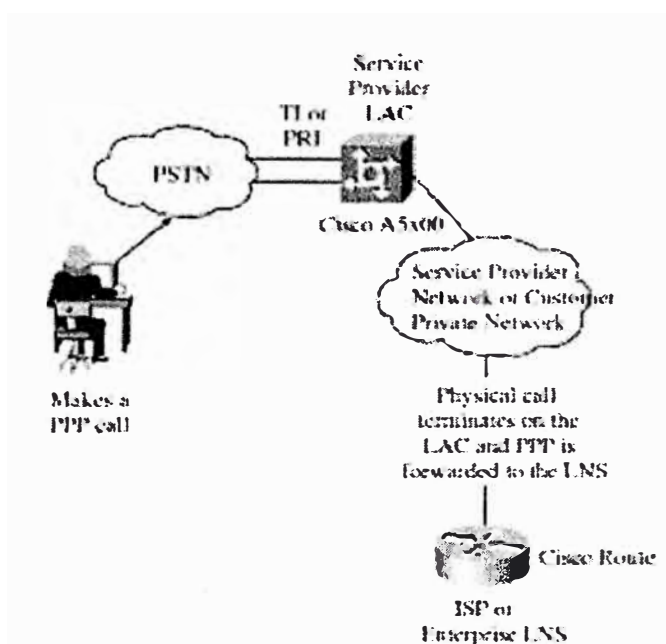 Service
Provider
LAC
T1 or
PRI
PSTN
Cisco A5x00
Service Provider
Network or Customer
Private Network
Makes a
PPP call
Physical call
terminates on the
LAC and PPP is
forwarded to the LNS
Cisco Route
ISP or
Enterprise LNS